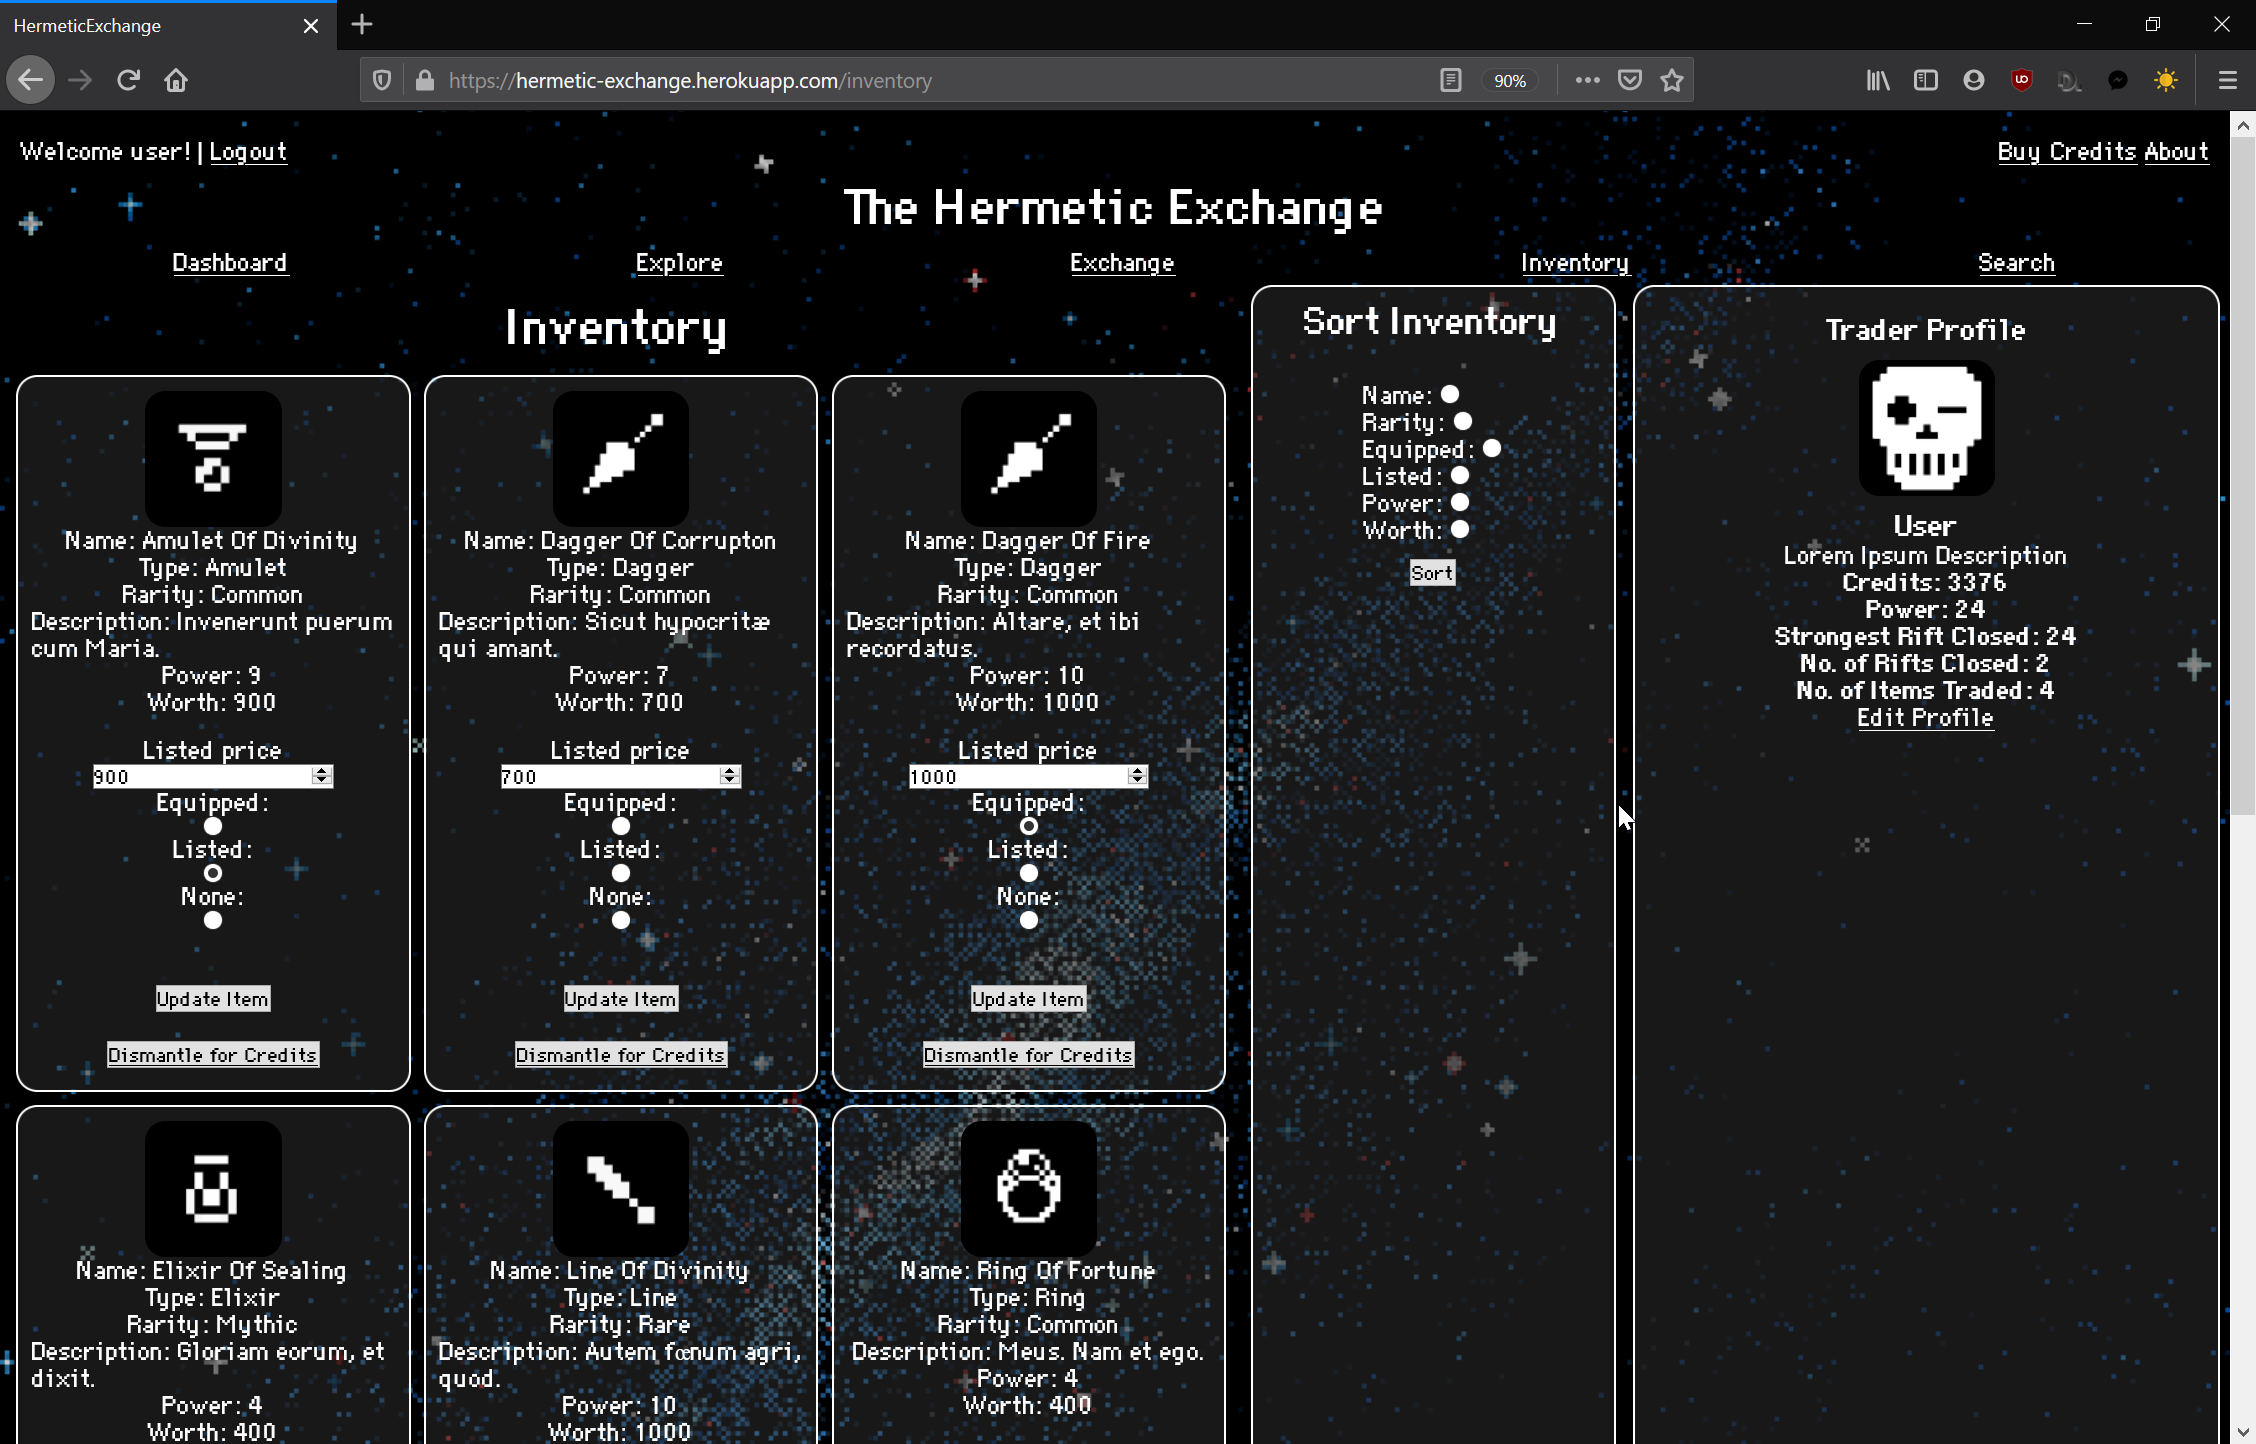 HermeticExchange
https://hermetic-exchange.herokuapp.com/inventory
90%
Welcome user! | Logout
Buy Credits About
The Hermetic Exchange
Dashboard Explore Exchange Inventory Search
Inventory
Name: Amulet Of Divinity
Type: Amulet
Rarity: Common
Description: Invenerunt puerum
cum Maria.
Power: 9
Worth: 900
Listed price
900
Equipped:
Listed:
None:
Update Item
Dismantle for Credits
Name: Dagger Of Corrupton
Type: Dagger
Rarity: Common
Description: Sicut hypocritæ
qui amant.
Power: 7
Worth: 700
Listed price
700
Equipped:
Listed:
None:
Update Item
Dismantle for Credits
Name: Dagger Of Fire
Type: Dagger
Rarity: Common
Description: Altare, et ibi
recordatus.
Power: 10
Worth: 1000
Listed price
1000
Equipped:
Listed:
None:
Update Item
Dismantle for Credits
Name: Elixir Of Sealing
Type: Elixir
Rarity: Mythic
Description: Gloriam eorum, et
dixit.
Power: 4
Worth: 400
Name: Line Of Divinity
Type: Line
Rarity: Rare
Description: Autem fœnum agri,
quod.
Power: 10
Worth: 1000
Name: Ring Of Fortune
Type: Ring
Rarity: Common
Description: Meus. Nam et ego.
Power: 4
Worth: 400
Sort Inventory
Name:
Rarity:
Equipped:
Listed:
Power:
Worth:
Sort
Trader Profile
User
Lorem Ipsum Description
Credits: 3376
Power: 24
Strongest Rift Closed: 24
No. of Rifts Closed: 2
No. of Items Traded: 4
Edit Profile